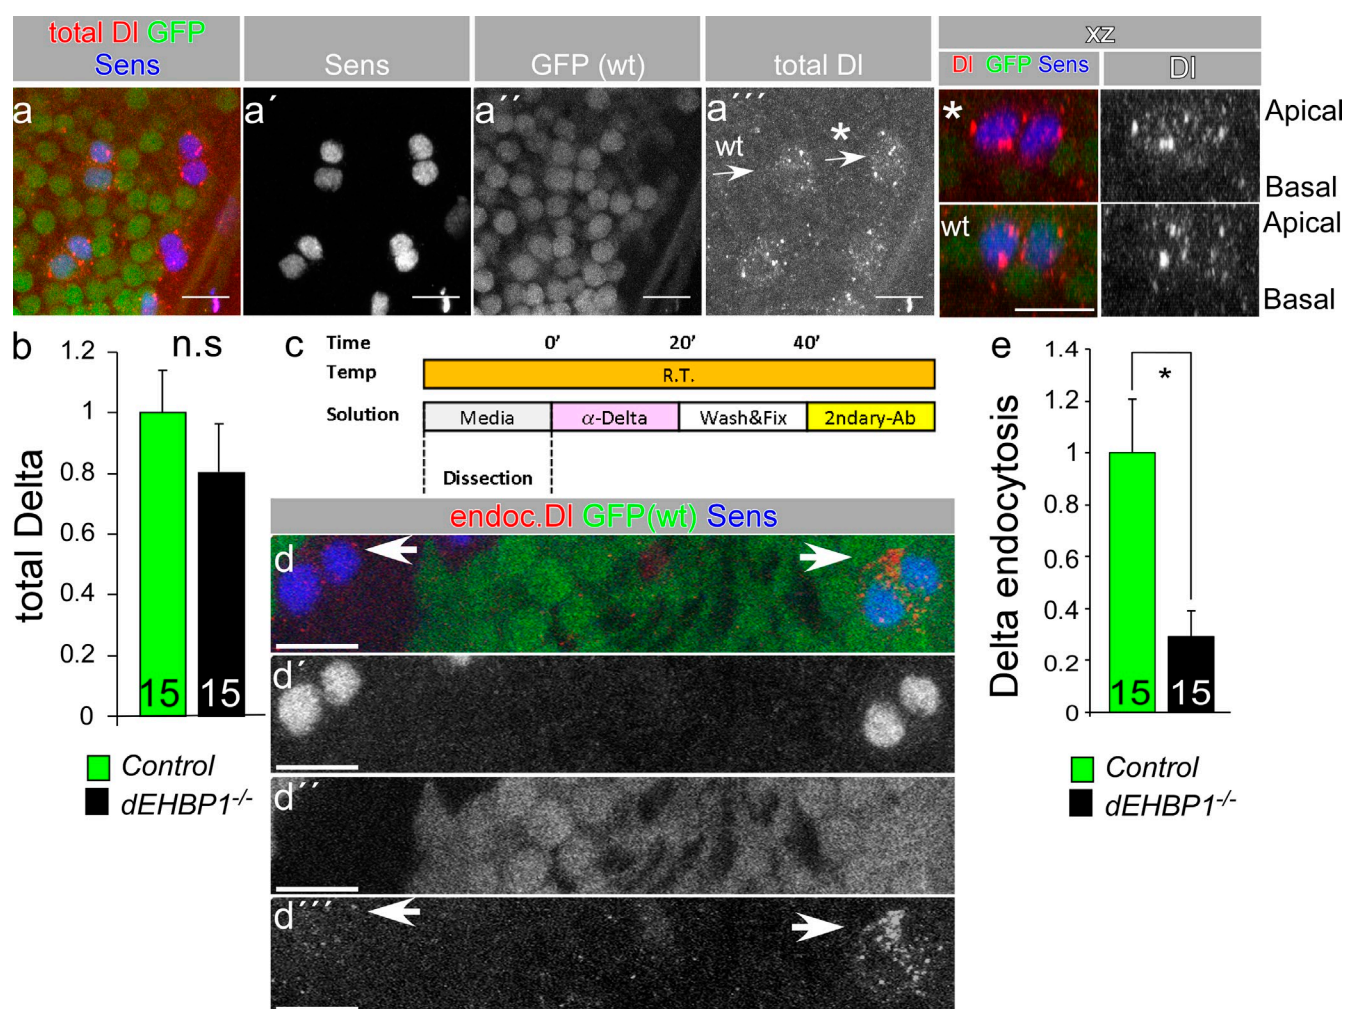 total Dl GFP
Sens
Sens
GFP (wt)
total Dl
xz
Dl GFP Sens
Dl
a
a´
a´´
a´´´
wt
*
*
Apical
Basal
wt
Apical
Basal
b
n.s
1.2
1
0.8
0.6
0.4
0.2
0
total Delta
15
15
Control
dEHBP1-/-
c
Time
0′
20′
40′
Temp
R.T.
Solution
Media
α-Delta
Wash&Fix
2ndary-Ab
Dissection
endoc.Dl GFP(wt) Sens
d
d´
d´´
d´´´
e
1.4
1.2
1
0.8
0.6
0.4
0.2
0
Delta endocytosis
*
15
15
Control
dEHBP1-/-